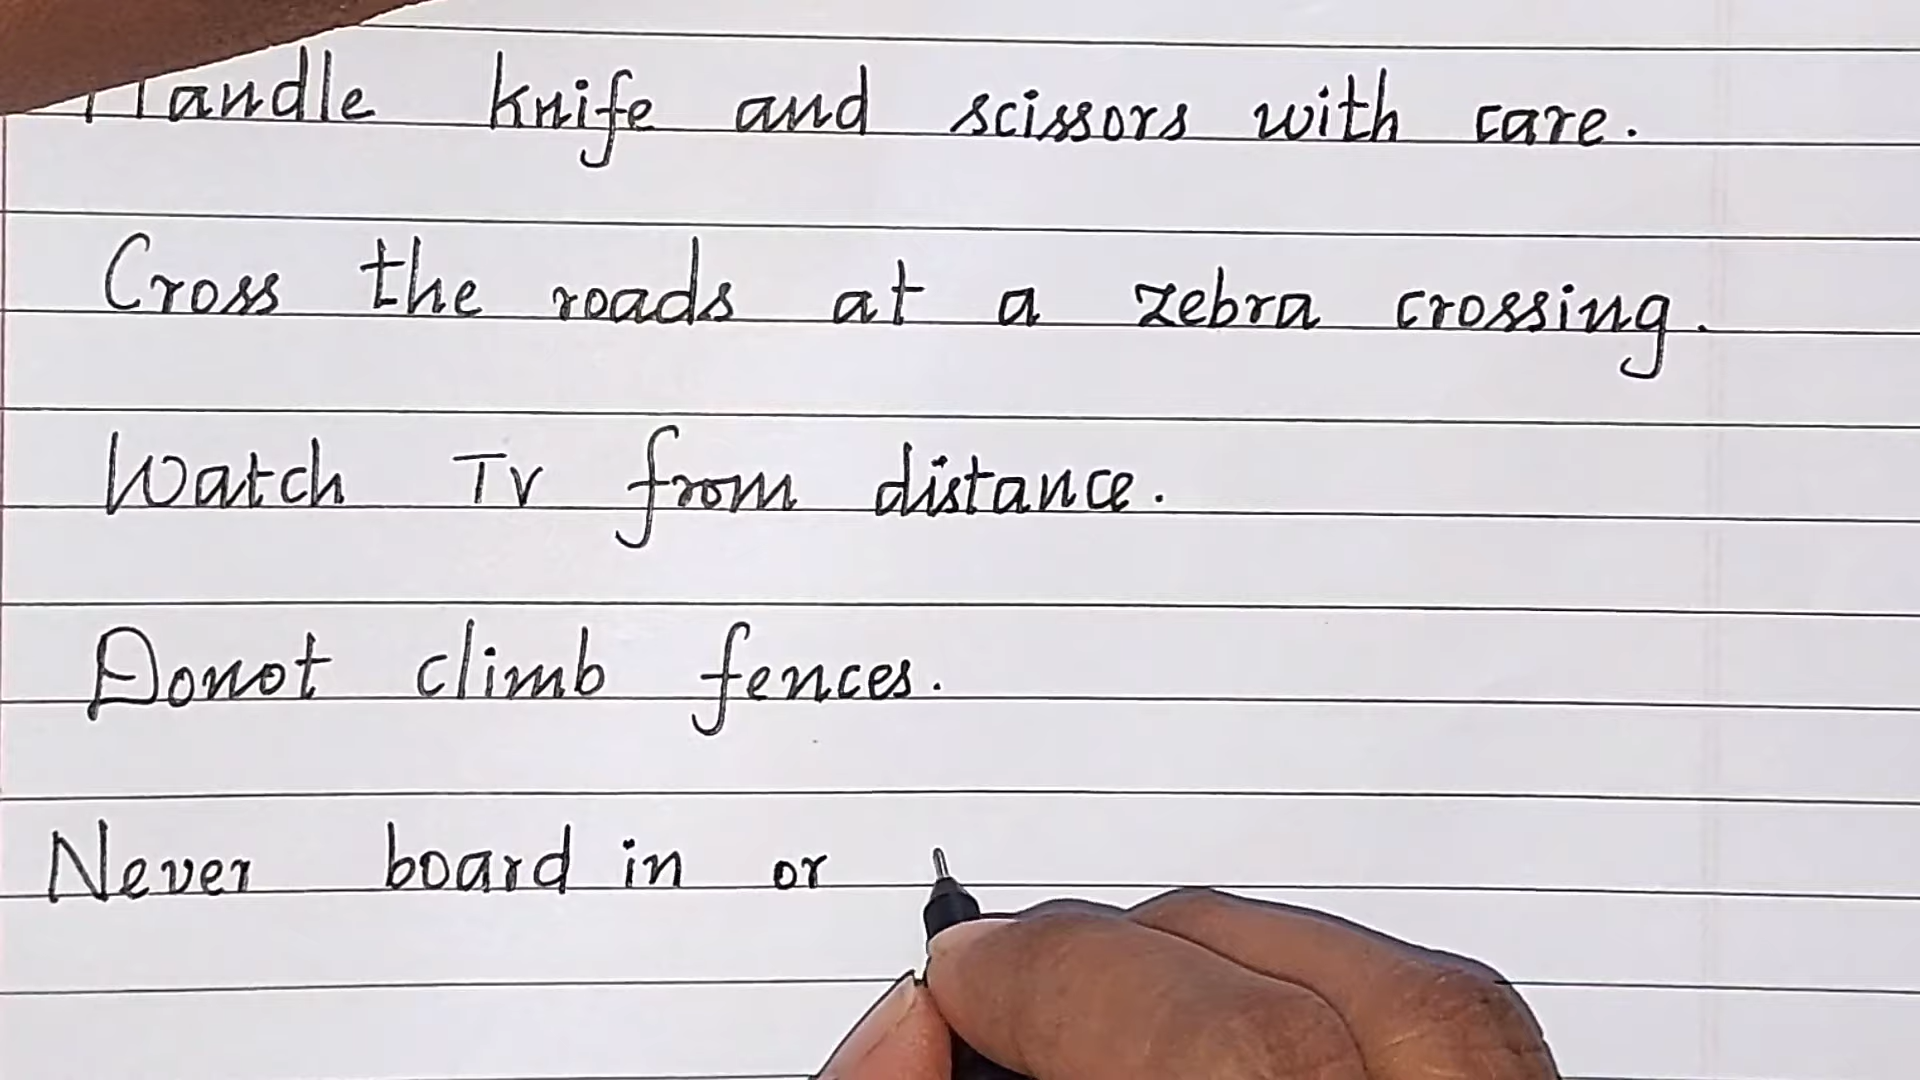 Handle knife and scissors with care.
Cross the roads at a zebra crossing.
Watch TV from distance.
Donot climb fences.
Never board in or